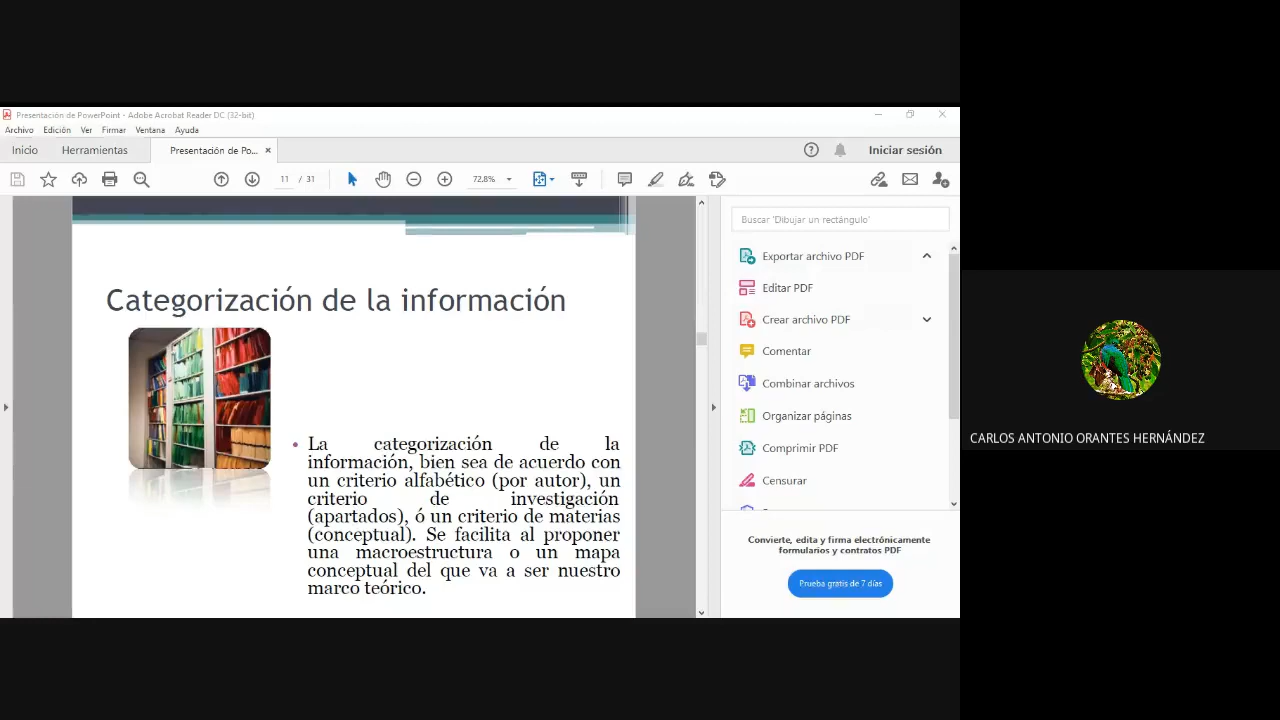 Presentación de PowerPoint - Adobe Acrobat Reader DC (32-bit)
Archivo Edición Ver Firmar Ventana Ayuda
Inicio Herramientas Presentación de Po... × Iniciar sesión
11 / 31 72.8%
Buscar 'Dibujar un rectángulo'
Exportar archivo PDF
Editar PDF
Crear archivo PDF
Comentar
Combinar archivos
Organizar páginas
Comprimir PDF
Censurar
Convierte, edita y firma electrónicamente
formularios y contratos PDF
Prueba gratis de 7 días
Categorización de la información
• La categorización de la
información, bien sea de acuerdo con
un criterio alfabético (por autor), un
criterio de investigación
(apartados), ó un criterio de materias
(conceptual). Se facilita al proponer
una macroestructura o un mapa
conceptual del que va a ser nuestro
marco teórico.
CARLOS ANTONIO ORANTES HERNÁNDEZ